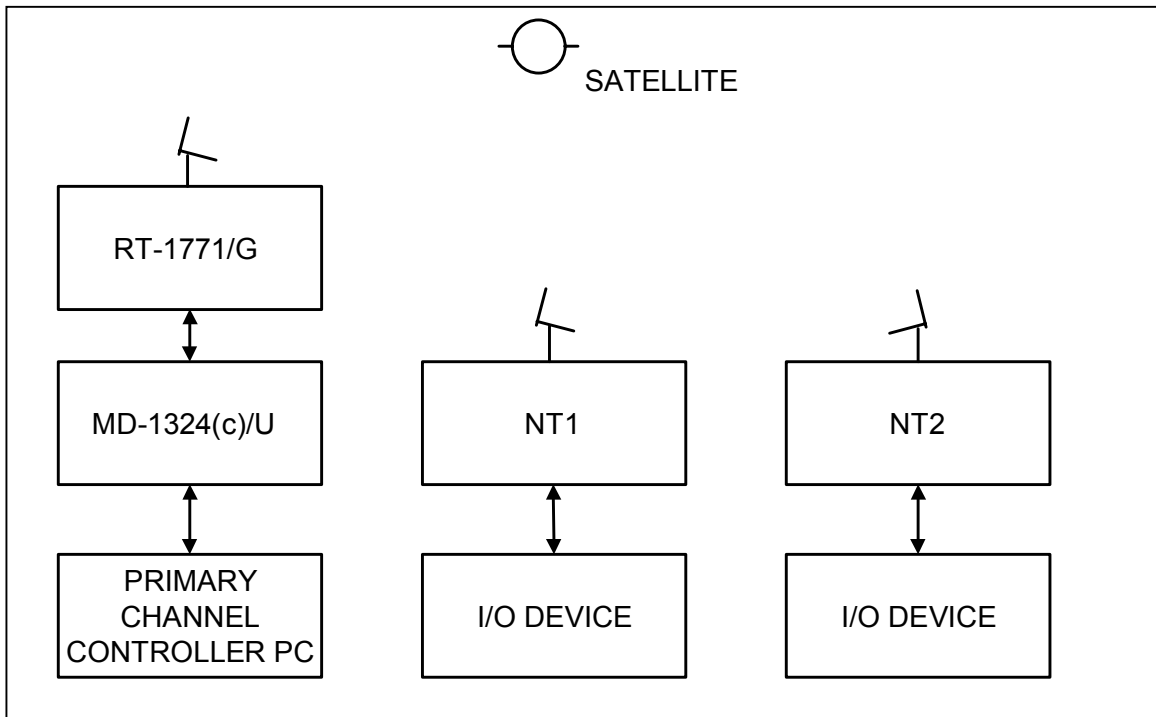 SATELLITE
RT-1771/G
MD-1324(c)/U
NT1
NT2
PRIMARY
CHANNEL
CONTROLLER PC
I/O DEVICE
I/O DEVICE